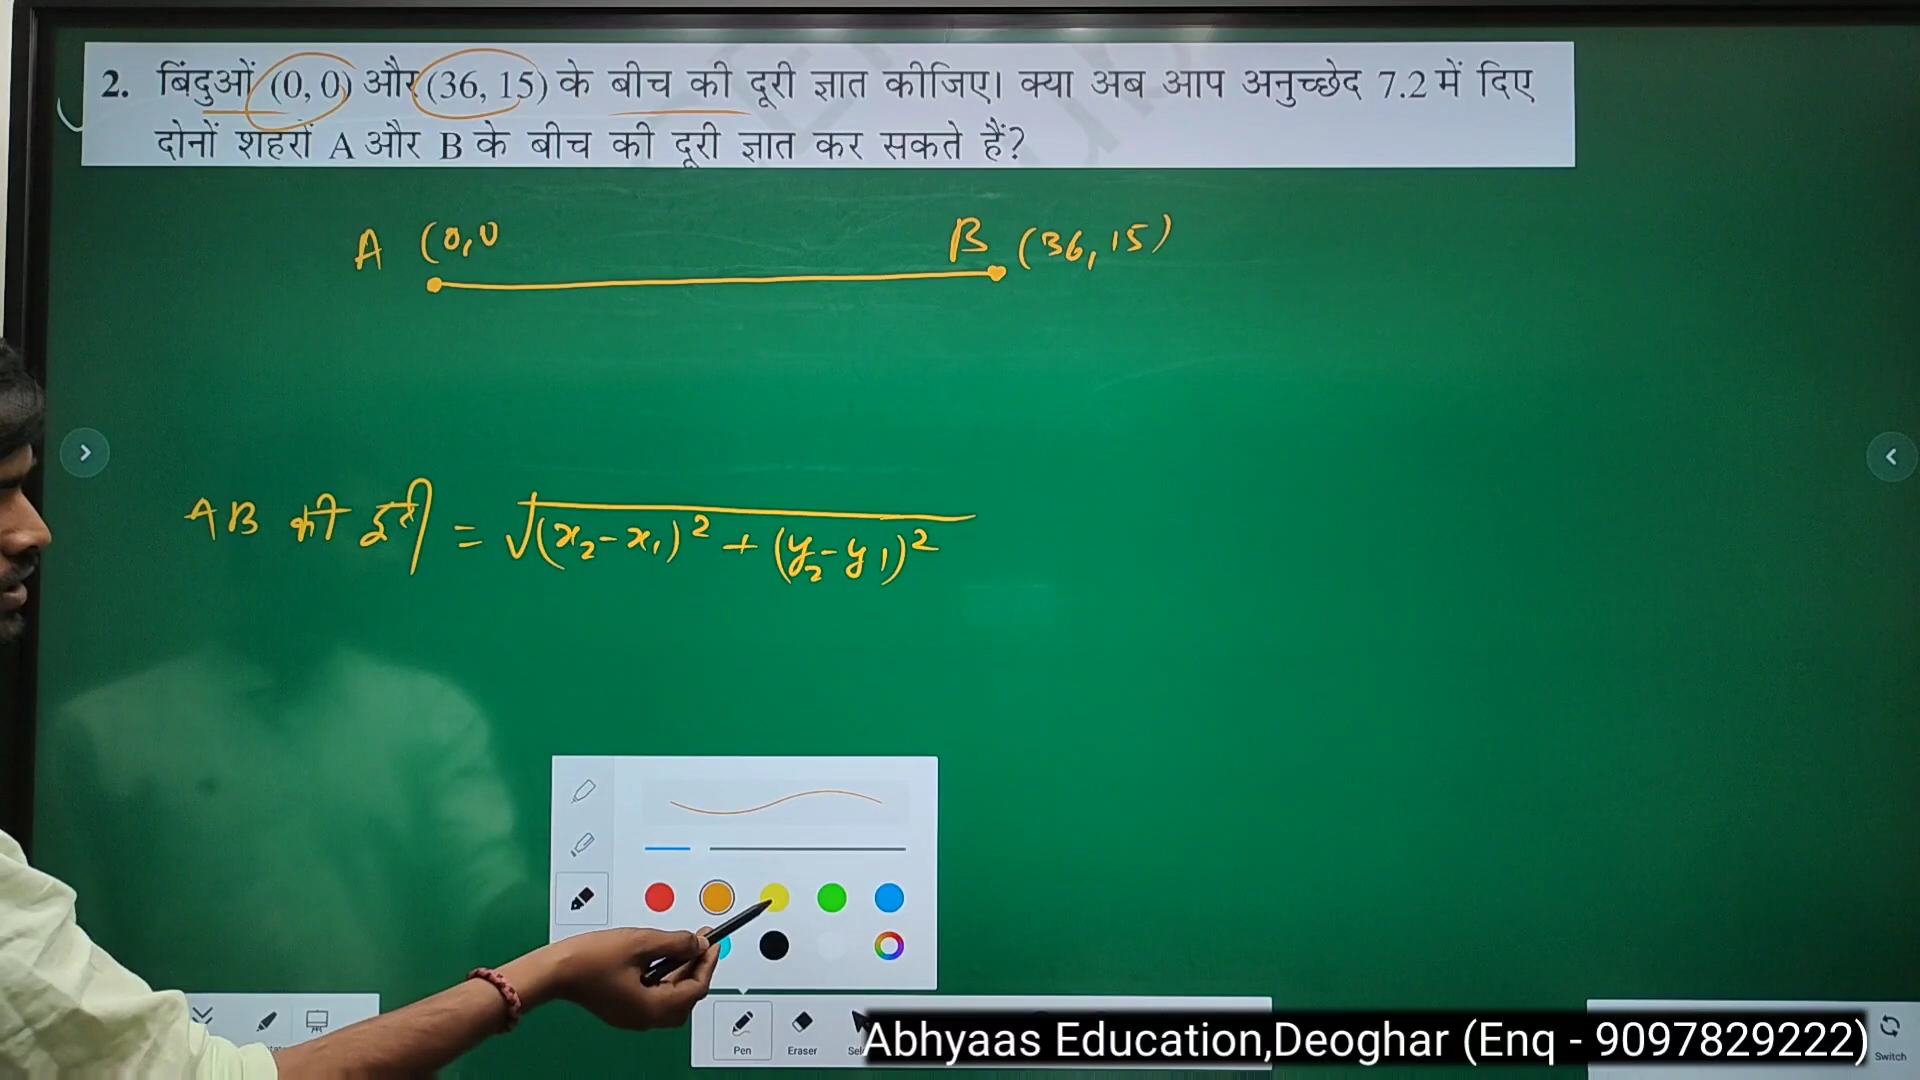 2. बिंदुओं (0, 0) और (36, 15) के बीच की दूरी ज्ञात कीजिए। क्या अब आप अनुच्छेद 7.2 में दिए
दोनों शहरों A और B के बीच की दूरी ज्ञात कर सकते हैं?
A (0,0 B (36, 15)
AB की दूरी = √(x₂-x₁)² + (y₂-y₁)²
Pen Eraser
Abhyaas Education,Deoghar (Enq - 9097829222)
Switch